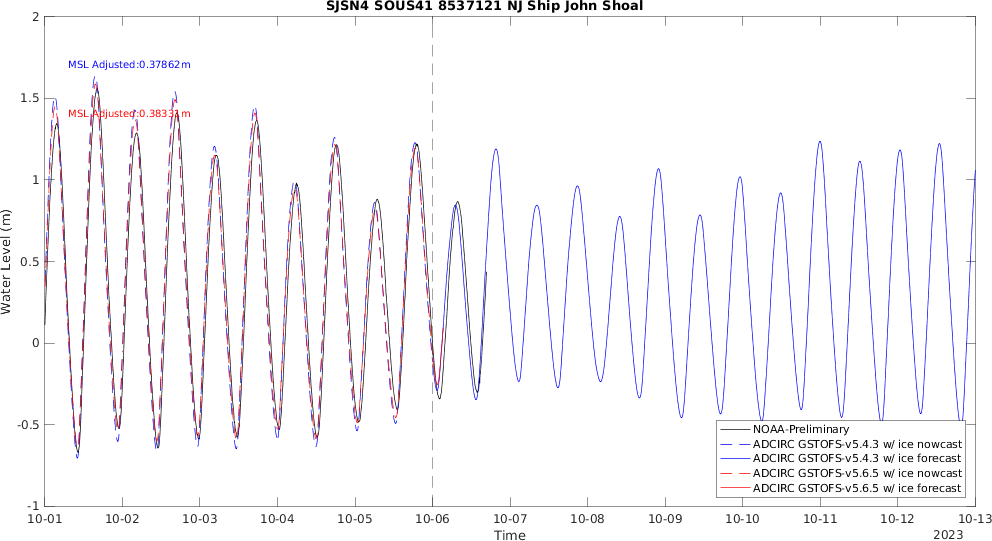 SJSN4 SOUS41 8537121 NJ Ship John Shoal
MSL Adjusted:0.37862m
MSL Adjusted:0.38331m
Water Level (m)
2
1.5
1
0.5
0
-0.5
-1
NOAA-Preliminary
ADCIRC GSTOFS-v5.4.3 w/ ice nowcast
ADCIRC GSTOFS-v5.4.3 w/ ice forecast
ADCIRC GSTOFS-v5.6.5 w/ ice nowcast
ADCIRC GSTOFS-v5.6.5 w/ ice forecast
10-01 10-02 10-03 10-04 10-05 10-06 10-07 10-08 10-09 10-10 10-11 10-12 10-13
Time
2023